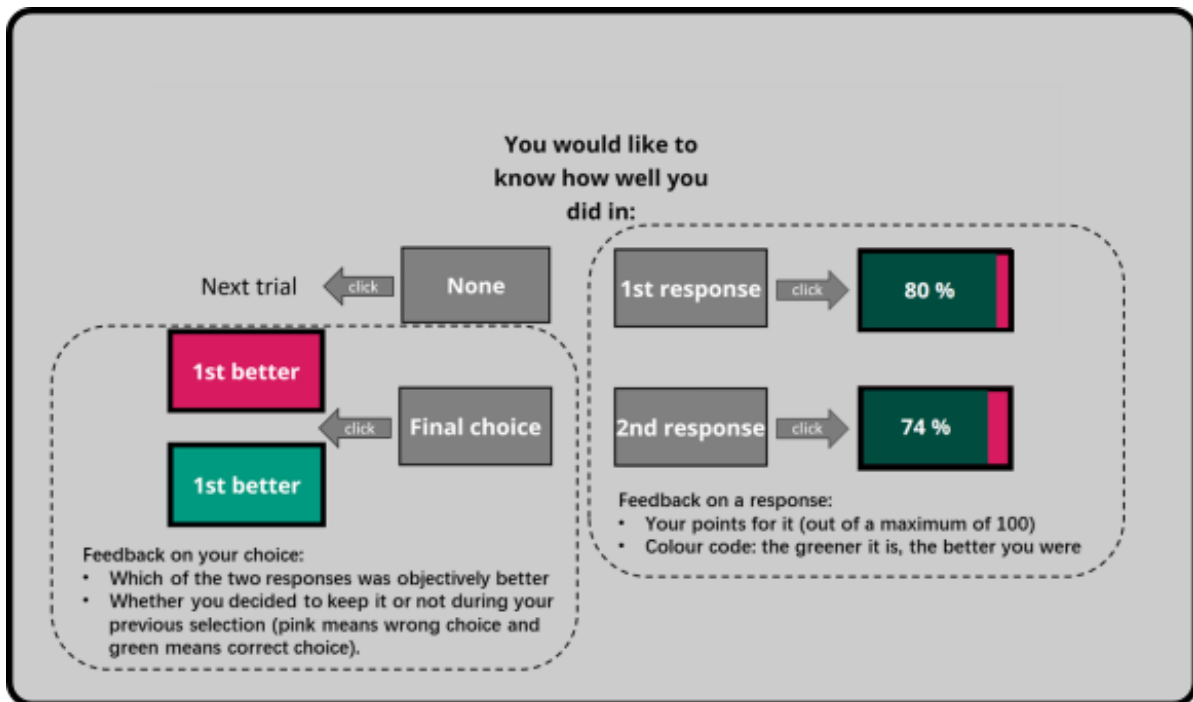 You would like to
know how well you
did in:
Next trial
click
None
1st response
click
80 %
1st better
click
Final choice
1st better
2nd response
click
74 %
Feedback on a response:
• Your points for it (out of a maximum of 100)
• Colour code: the greener it is, the better you were
Feedback on your choice:
• Which of the two responses was objectively better
• Whether you decided to keep it or not during your
previous selection (pink means wrong choice and
green means correct choice).